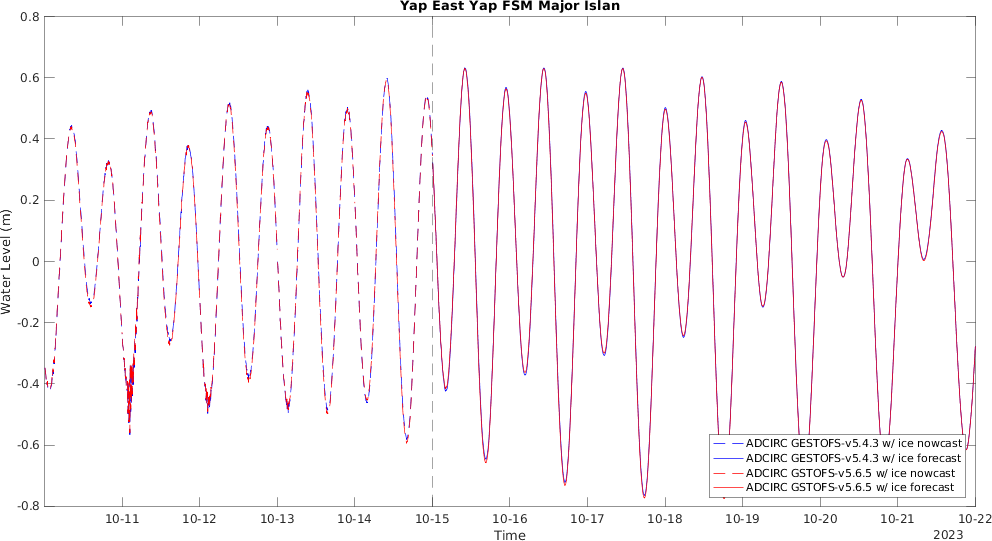 Yap East Yap FSM Major Islan
0.8
0.6
0.4
0.2
0
-0.2
-0.4
-0.6
-0.8
Water Level (m)
ADCIRC GESTOFS-v5.4.3 w/ ice nowcast
ADCIRC GESTOFS-v5.4.3 w/ ice forecast
ADCIRC GSTOFS-v5.6.5 w/ ice nowcast
ADCIRC GSTOFS-v5.6.5 w/ ice forecast
10-11 10-12 10-13 10-14 10-15 10-16 10-17 10-18 10-19 10-20 10-21 10-22
Time
2023